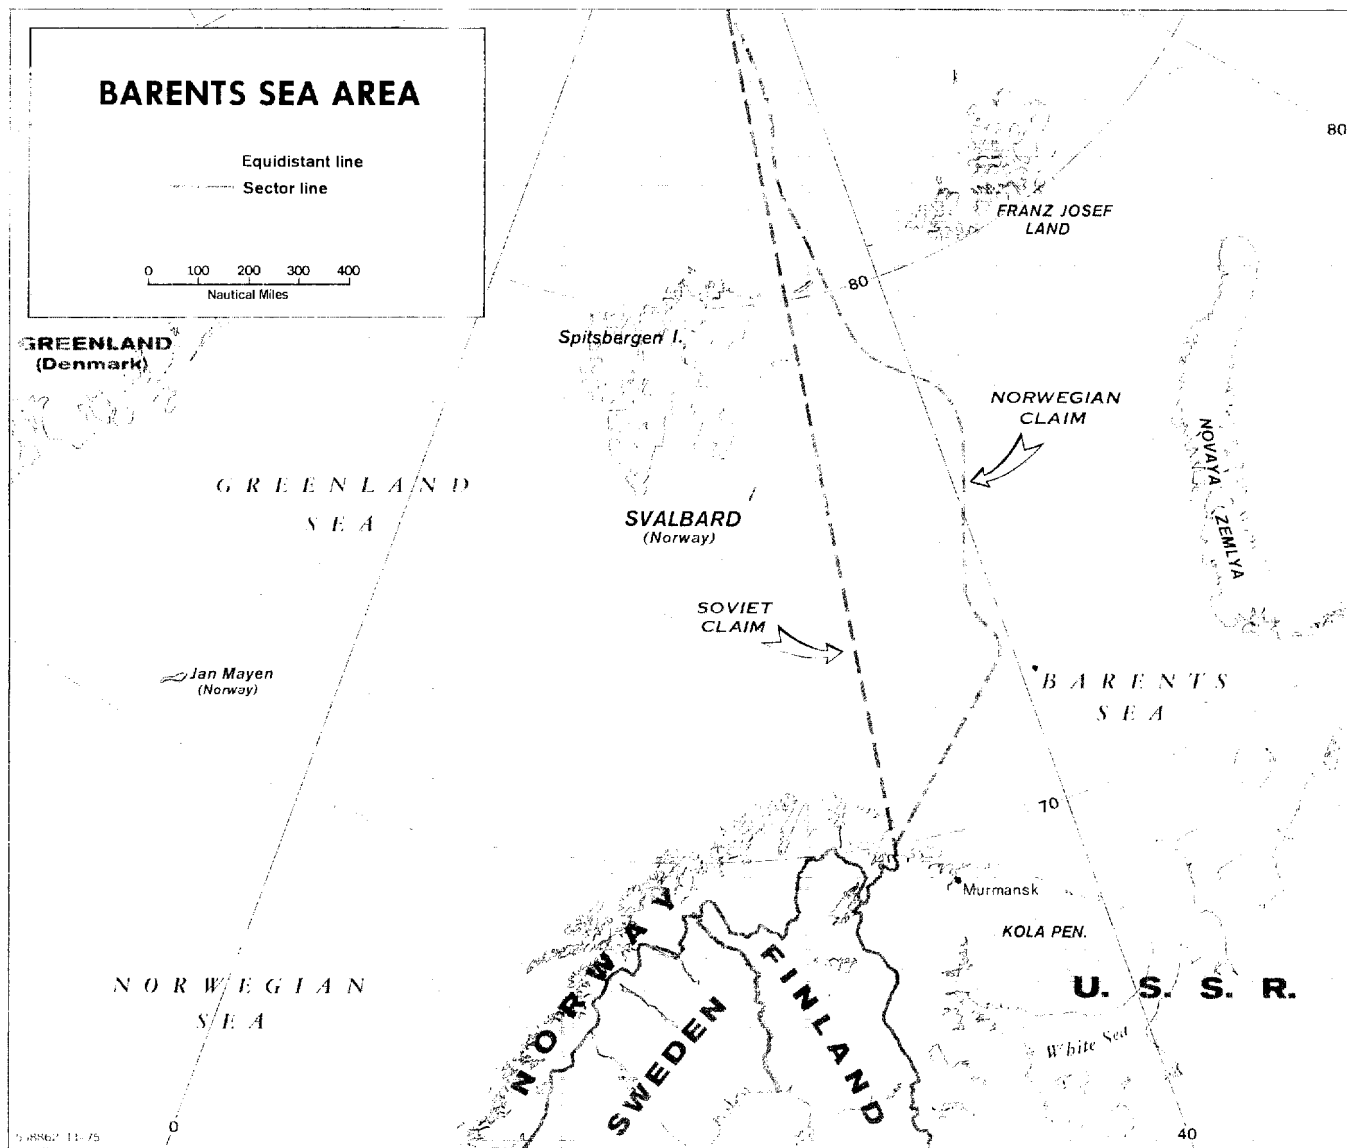 BARENTS SEA AREA
Equidistant line
Sector line
0 100 200 300 400
Nautical Miles
80
FRANZ JOSEF
LAND
80
GREENLAND
(Denmark)
Spitsbergen I.
NORWEGIAN
CLAIM
NOVAYA
ZEMLYA
GREENLAND
SEA
SVALBARD
(Norway)
SOVIET
CLAIM
Jan Mayen
(Norway)
BARENTS
SEA
70
Murmansk
KOLA PEN.
NORWAY
FINLAND
SWEDEN
U. S. S. R.
NORWEGIAN
SEA
White Sea
0
40